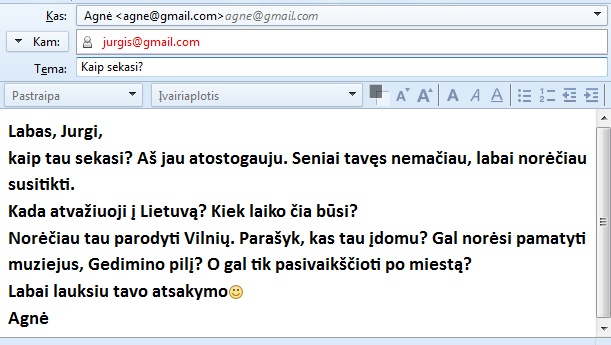 Kas: Agnė <agne@gmail.com> agne@gmail.com
Kam: jurgis@gmail.com
Tema: Kaip sekasi?
Pastraipa Įvairiaplotis A A A A A
Labas, Jurgi,
kaip tau sekasi? Aš jau atostogauju. Seniai tavęs nemačiau, labai norėčiau
susitikti.
Kada atvažiuoji į Lietuvą? Kiek laiko čia būsi?
Norėčiau tau parodyti Vilnių. Parašyk, kas tau įdomu? Gal norėsi pamatyti
muziejus, Gedimino pilį? O gal tik pasivaikščioti po miestą?
Labai lauksiu tavo atsakymo
Agnė